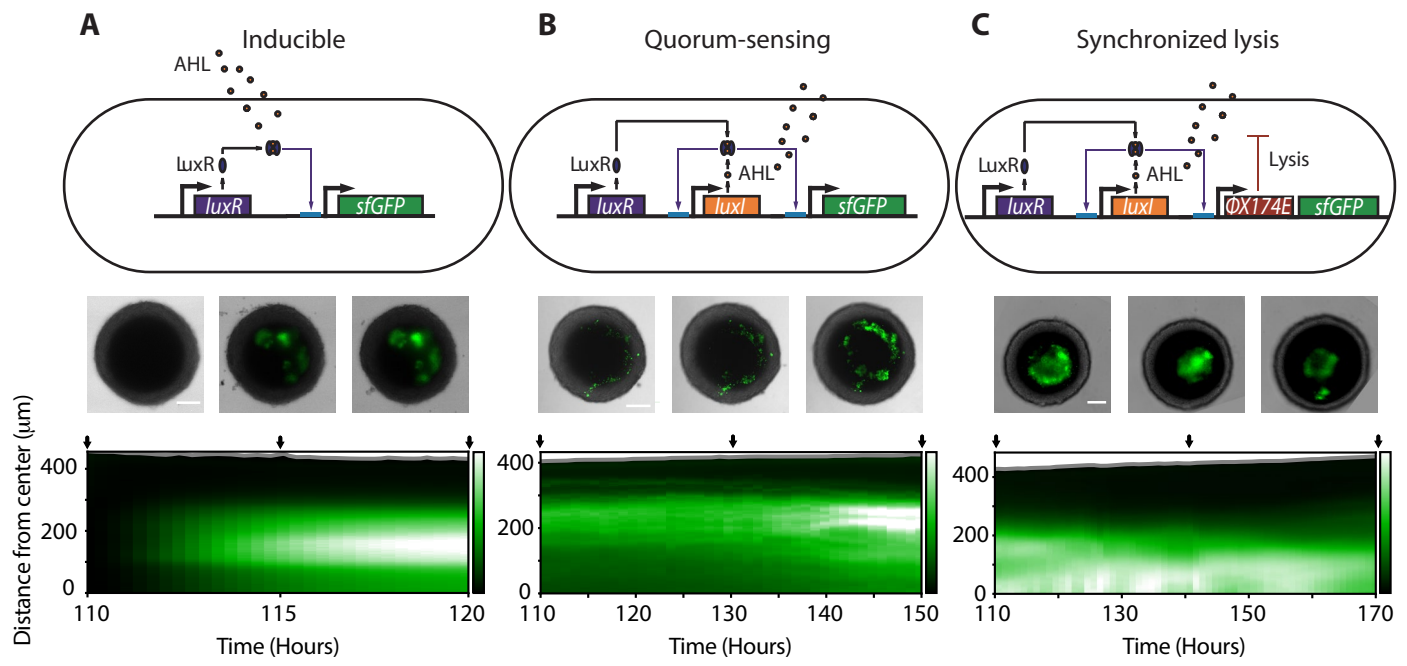 A
Inducible
AHL
LuxR
luxR
sfGFP
B
Quorum-sensing
LuxR
AHL
luxR
luxI
sfGFP
C
Synchronized lysis
LuxR
AHL
Lysis
luxR
luxI
ΦX174E
sfGFP
Distance from center (μm)
400
200
0
110
115
120
Time (Hours)
400
200
0
110
120
130
140
150
Time (Hours)
400
200
0
110
130
150
170
Time (Hours)